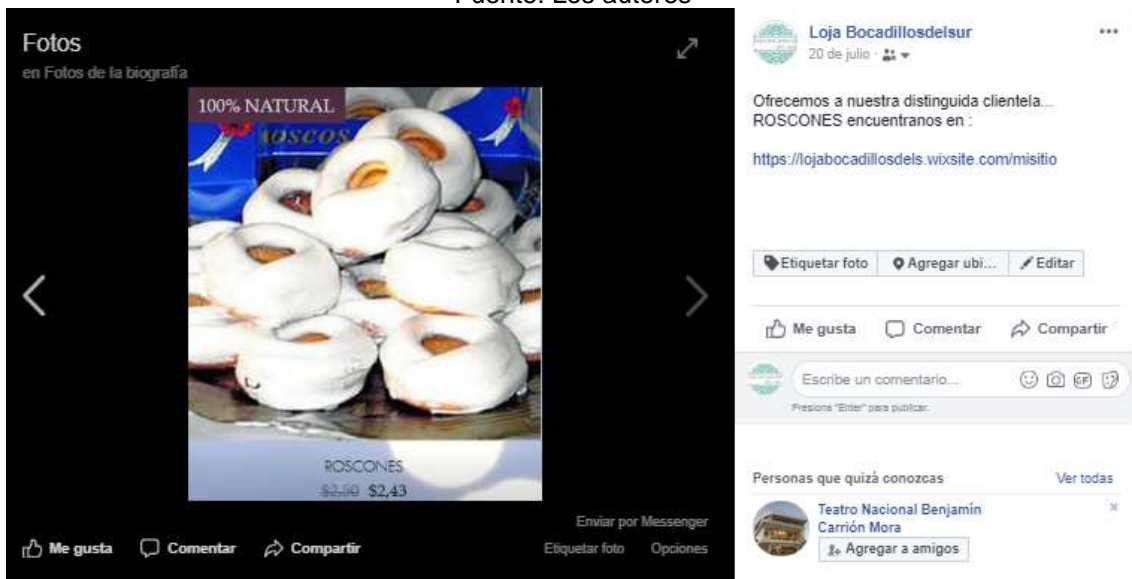 Fuente: Los autores
Fotos
en Fotos de la biografía
100% NATURAL
ROSCOS
ROSCONES
$2,50 $2,43
Enviar por Messenger
Me gusta Comentar Compartir
Etiquetar foto Opciones
Loja Bocadillosdelsur
20 de julio
Ofrecemos a nuestra distinguida clientela...
ROSCONES encuentranos en :
https://lojabocadillosdels.wixsite.com/misitio
Etiquetar foto Agregar ubi... Editar
Me gusta Comentar Compartir
Escribe un comentario... GIF
Presiona "Enter" para publicar.
Personas que quizá conozcas Ver todas
Teatro Nacional Benjamín
Carrión Mora
Agregar a amigos